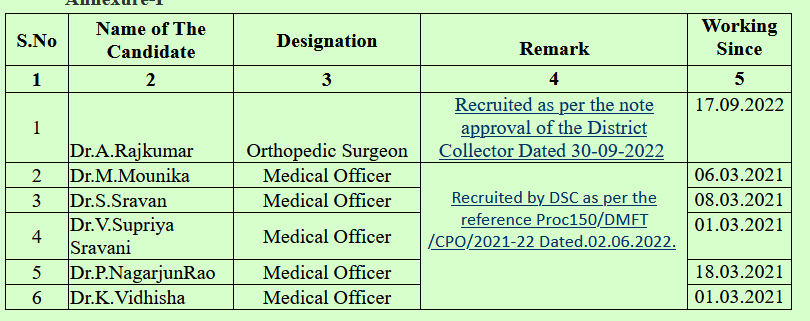 Annexure-I
S.No Name of The Candidate Designation Remark Working Since
1 2 3 4 5
1 Dr.A.Rajkumar Orthopedic Surgeon Recruited as per the note approval of the District Collector Dated 30-09-2022 17.09.2022
2 Dr.M.Mounika Medical Officer Recruited by DSC as per the reference Proc150/DMFT /CPO/2021-22 Dated.02.06.2022. 06.03.2021
3 Dr.S.Sravan Medical Officer 08.03.2021
4 Dr.V.Supriya Sravani Medical Officer 01.03.2021
5 Dr.P.NagarjunRao Medical Officer 18.03.2021
6 Dr.K.Vidhisha Medical Officer 01.03.2021